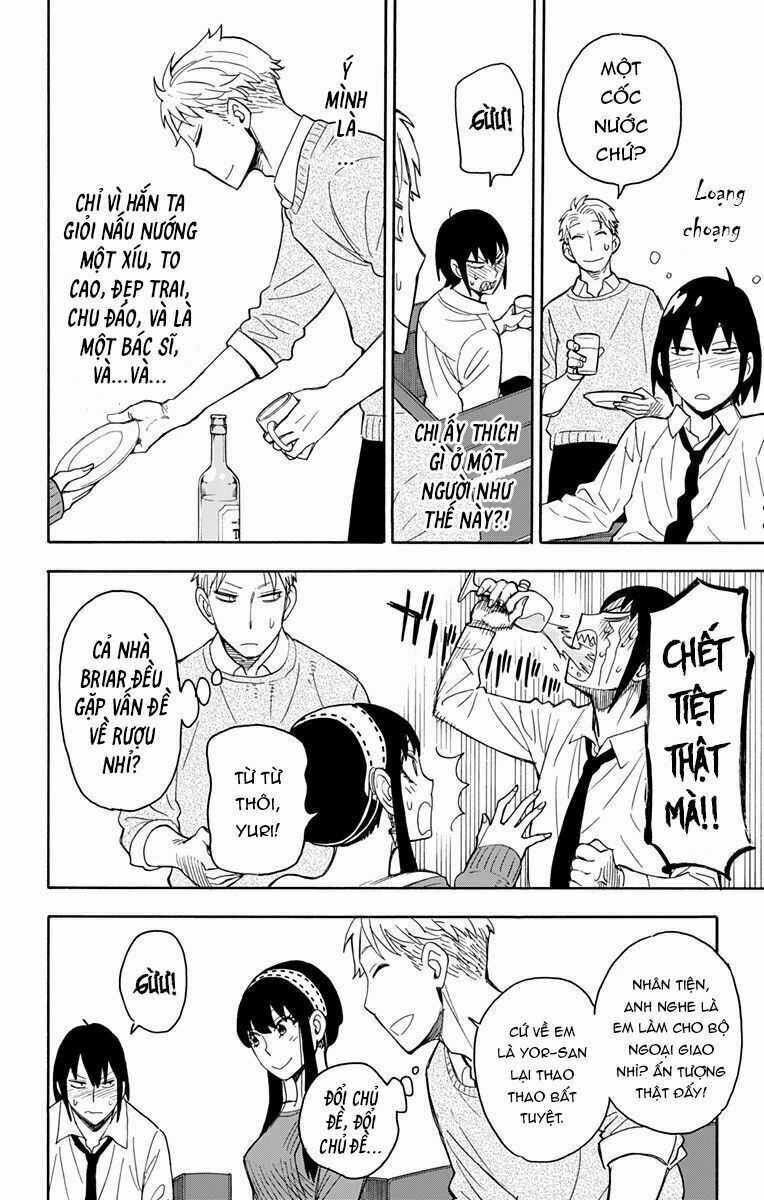 MỘT
CỐC
NƯỚC
CHỨ?
Loạng
choạng
GỪƯ!
CHỊ ẤY THÍCH
GÌ Ở MỘT
NGƯỜI NHƯ
THẾ NÀY?!
Ý
MÌNH
LÀ
...
CHỈ VÌ HẮN TA
GIỎI NẤU NƯỚNG
MỘT XÍU, TO
CAO, ĐẸP TRAI,
CHU ĐÁO, VÀ LÀ
MỘT BÁC SĨ,
VÀ...VÀ...
CHẾT
TIỆT
THẬT
MÀ!!
CẢ NHÀ
BRIAR ĐỀU
GẶP VẤN ĐỀ
VỀ RƯỢU
NHỈ?
TỪ TỪ
THÔI,
YURI!
NHÂN TIỆN,
ANH NGHE LÀ
EM LÀM CHO BỘ
NGOẠI GIAO
NHỈ? ẤN TƯỢNG
THẬT ĐẤY!
CỨ VỀ EM
LÀ YOR-SAN
LẠI THAO
THAO BẤT
TUYỆT.
ĐỔI CHỦ
ĐỀ, ĐỔI
CHỦ ĐỀ...
GỪƯ!